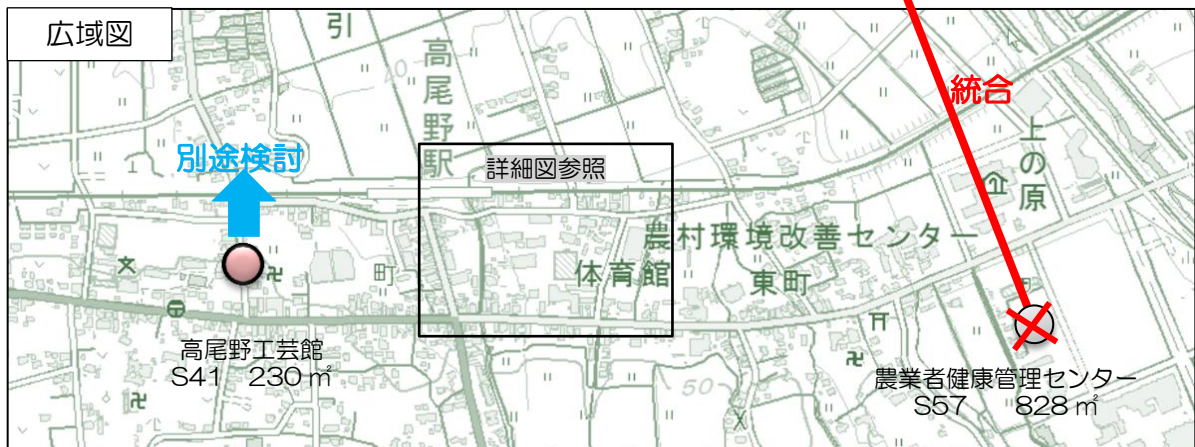 広域図
引
高尾野駅
統合
上の原
別途検討
詳細図参照
農村環境改善センター
体育館
東町
町
高尾野工芸館
S41 230㎡
農業者健康管理センター
S57 828㎡
10
50